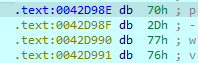 .text:0042D98E db 70h ; p
.text:0042D98F db 2Dh ; -
.text:0042D990 db 77h ; w
.text:0042D991 db 76h ; v